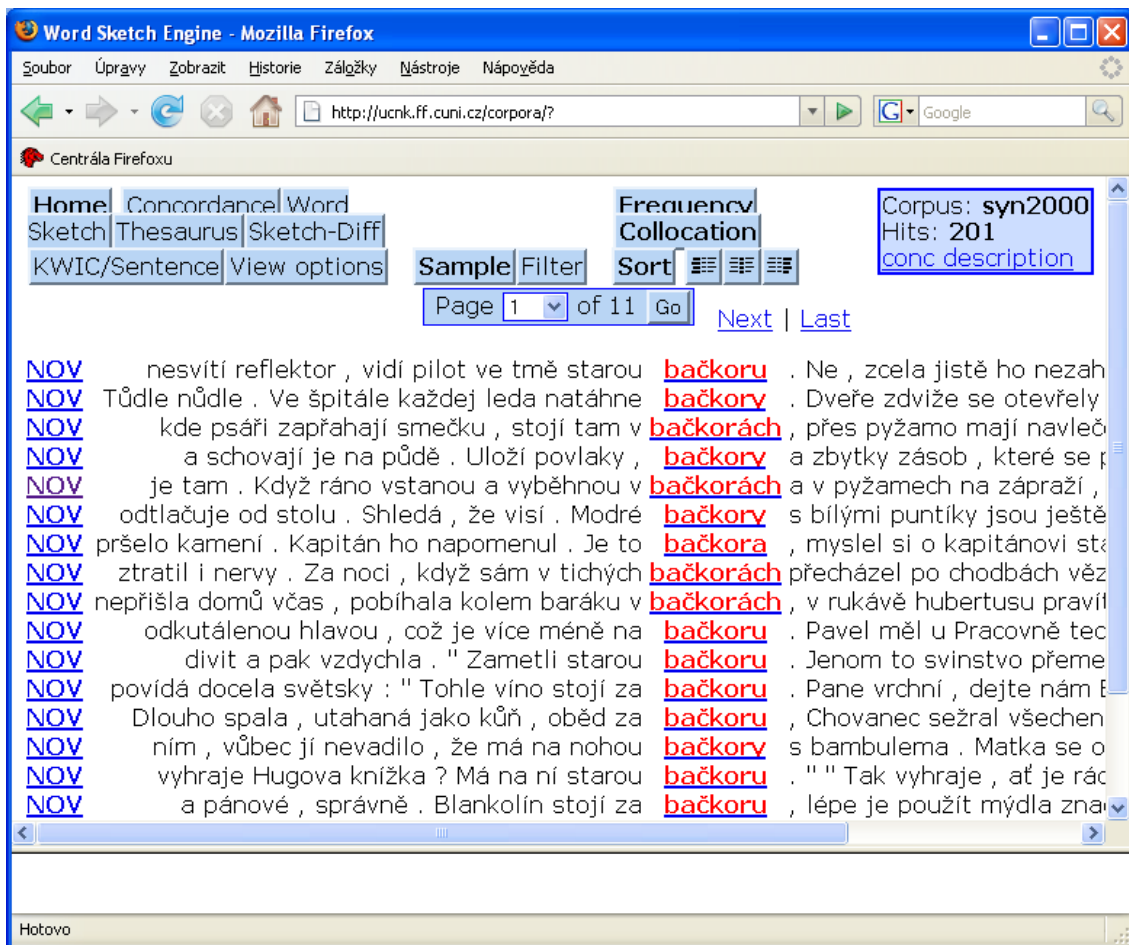 Word Sketch Engine - Mozilla Firefox
Soubor Úpravy Zobrazit Historie Záložky Nástroje Nápověda
http://ucnk.ff.cuni.cz/corpora/? G Google
Centrála Firefoxu
Home Concordance Word Frequency Corpus: syn2000
Sketch Thesaurus Sketch-Diff Collocation Hits: 201
KWIC/Sentence View options Sample Filter Sort conc description
Page 1 of 11 Go Next | Last
NOV nesvítí reflektor , vidí pilot ve tmě starou bačkoru . Ne , zcela jistě ho nezah
NOV Tůdle nůdle . Ve špitále každej leda natáhne bačkory . Dveře zdviže se otevřely
NOV kde psáři zapřahají smečku , stojí tam v bačkorách , přes pyžamo mají navleč
NOV a schovají je na půdě . Uloží povlaky , bačkory a zbytky zásob , které se p
NOV je tam . Když ráno vstanou a vyběhnou v bačkorách a v pyžamech na zápraží ,
NOV odtlačuje od stolu . Shledá , že visí . Modré bačkory s bílými puntíky jsou ještě
NOV pršelo kamení . Kapitán ho napomenul . Je to bačkora , myslel si o kapitánovi sta
NOV ztratil i nervy . Za noci , když sám v tichých bačkorách přecházel po chodbách věz
NOV nepřišla domů včas , pobíhala kolem baráku v bačkorách , v rukávě hubertusu pravít
NOV odkutálenou hlavou , což je více méně na bačkoru . Pavel měl u Pracovně tec
NOV divit a pak vzdychla . " Zametli starou bačkoru . Jenom to svinstvo přeme
NOV povídá docela světsky : " Tohle víno stojí za bačkoru . Pane vrchní , dejte nám
NOV Dlouho spala , utahaná jako kůň , oběd za bačkoru , Chovanec sežral všechen
NOV ním , vůbec jí nevadilo , že má na nohou bačkory s bambulema . Matka se o
NOV vyhraje Hugova knížka ? Má na ní starou bačkoru . " " Tak vyhraje , ať je rác
NOV a pánové , správně . Blankolín stojí za bačkoru , lépe je použít mýdla zna
Hotovo